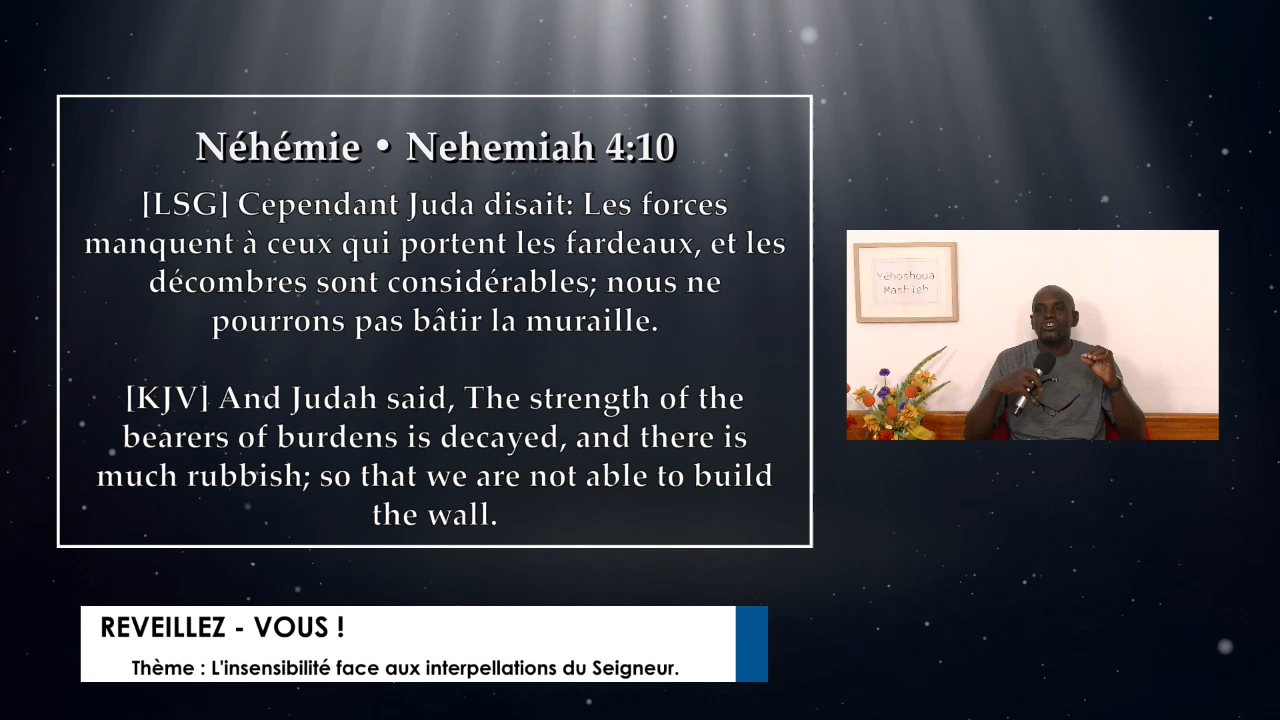 Néhémie • Nehemiah 4:10
[LSG] Cependant Juda disait: Les forces
manquent à ceux qui portent les fardeaux, et les
décombres sont considérables; nous ne
pourrons pas bâtir la muraille.
[KJV] And Judah said, The strength of the
bearers of burdens is decayed, and there is
much rubbish; so that we are not able to build
the wall.
Yéhoshoua
Mashiah
REVEILLEZ - VOUS !
Thème : L'insensibilité face aux interpellations du Seigneur.